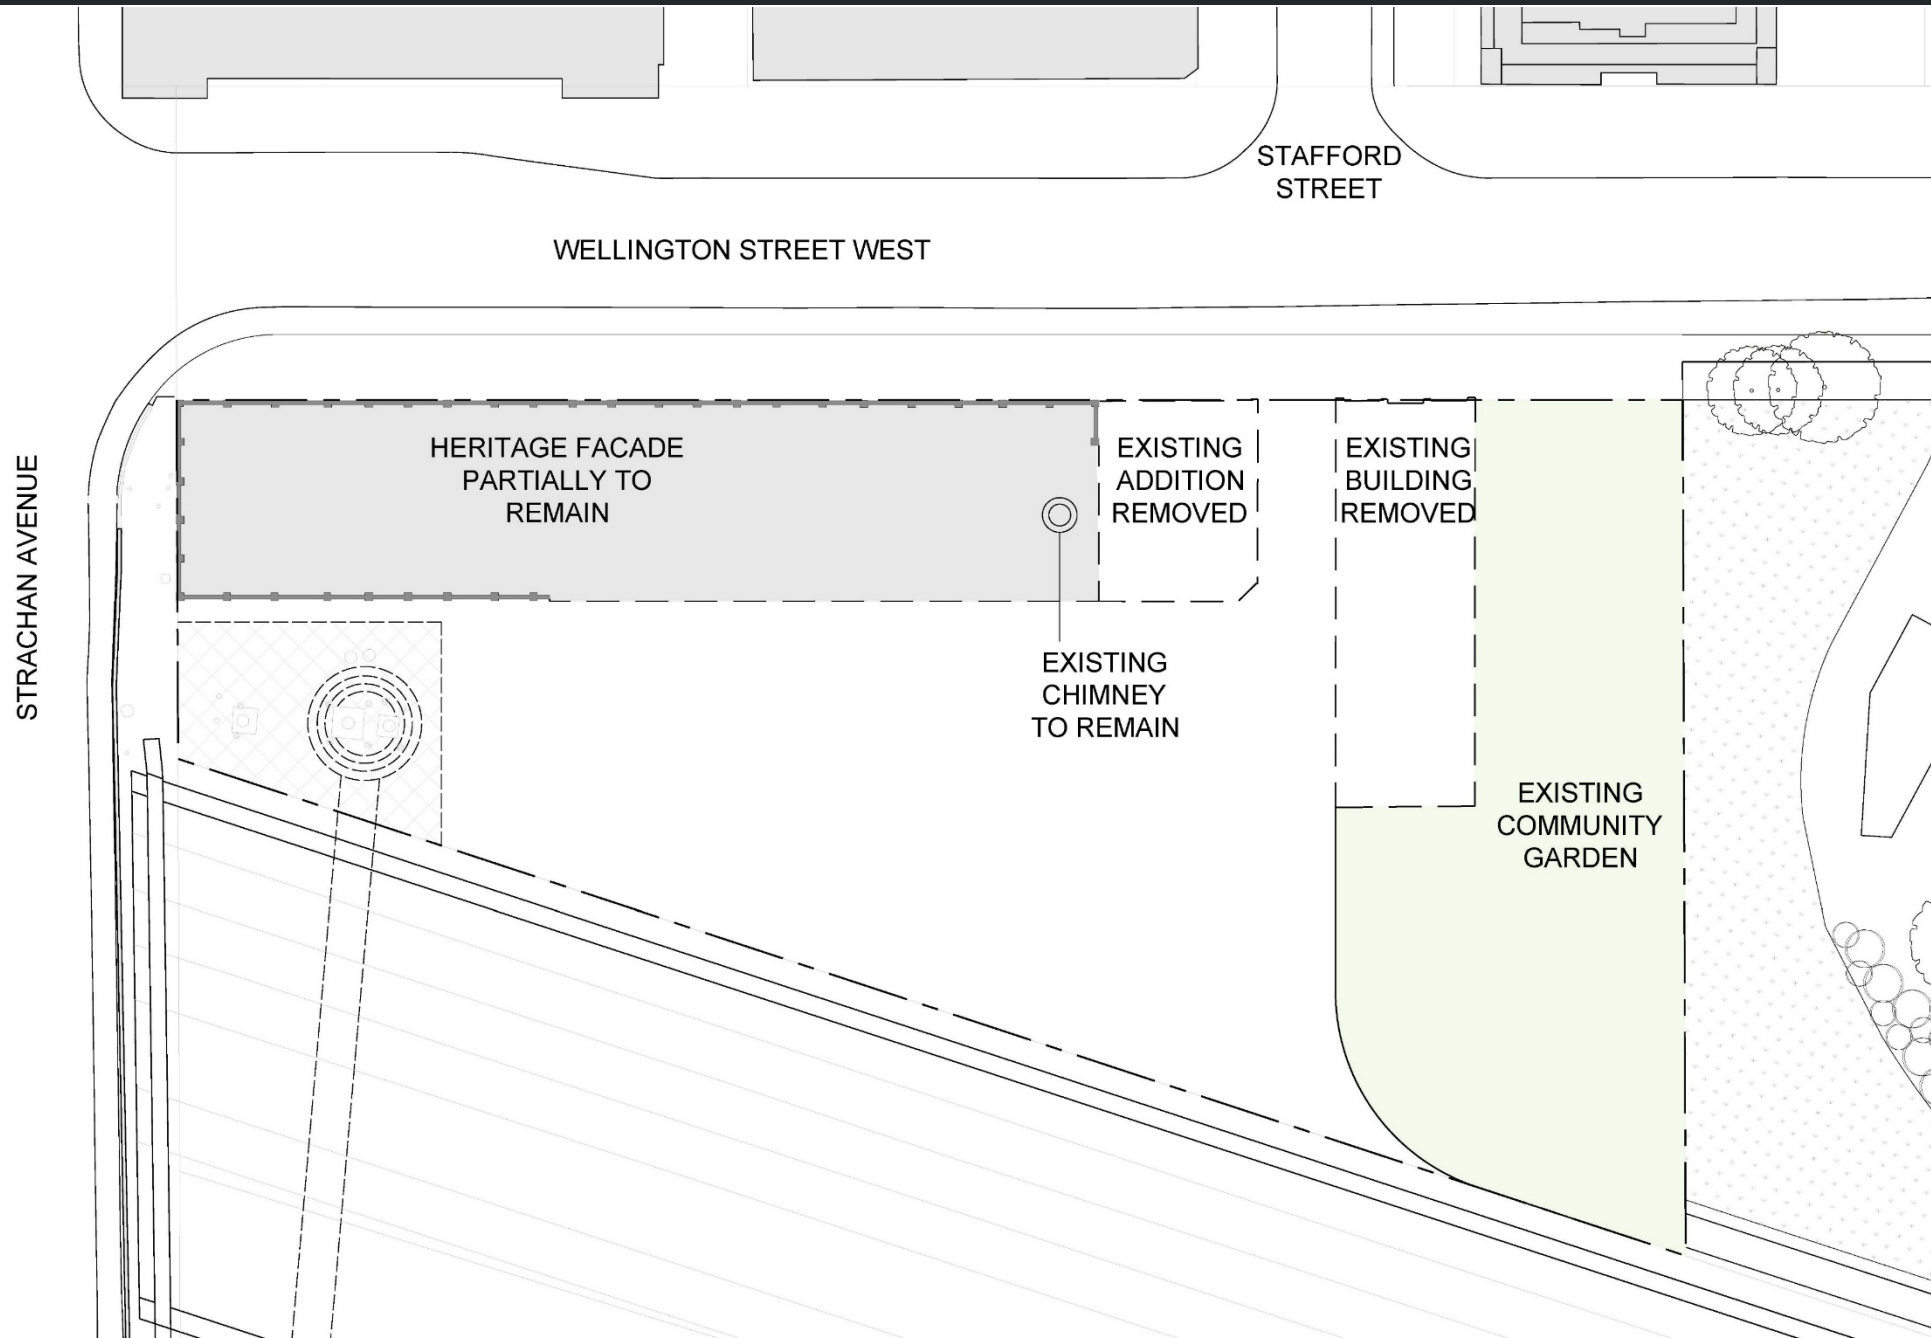 STAFFORD
STREET
WELLINGTON STREET WEST
STRACHAN AVENUE
HERITAGE FACADE
PARTIALLY TO
REMAIN
EXISTING
ADDITION
REMOVED
EXISTING
BUILDING
REMOVED
EXISTING
CHIMNEY
TO REMAIN
EXISTING
COMMUNITY
GARDEN